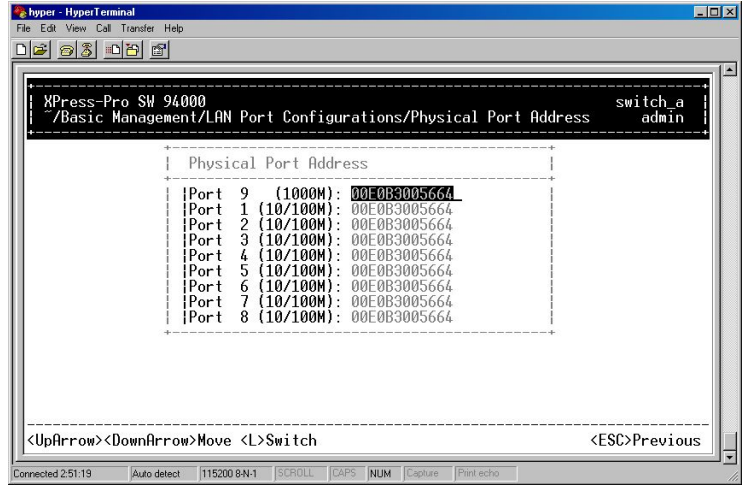 hyper - HyperTerminal
File Edit View Call Transfer Help
XPress-Pro SW 94000 switch_a
~/Basic Management/LAN Port Configurations/Physical Port Address admin
Physical Port Address
Port 9 (1000M): 00E0B3005664
Port 1 (10/100M): 00E0B3005664
Port 2 (10/100M): 00E0B3005664
Port 3 (10/100M): 00E0B3005664
Port 4 (10/100M): 00E0B3005664
Port 5 (10/100M): 00E0B3005664
Port 6 (10/100M): 00E0B3005664
Port 7 (10/100M): 00E0B3005664
Port 8 (10/100M): 00E0B3005664
<UpArrow><DownArrow>Move <L>Switch <ESC>Previous
Connected 2:51:19 Auto detect 115200 8-N-1 SCROLL CAPS NUM Capture Print echo